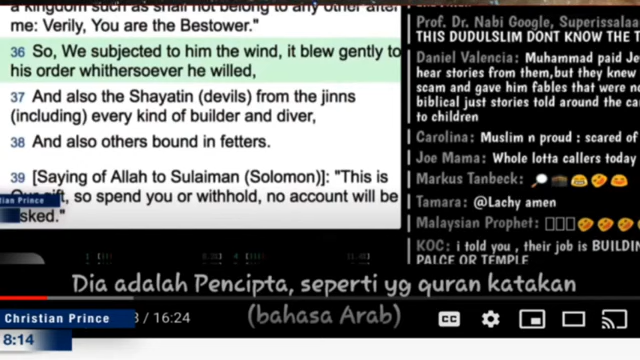 a kingdom such as shall not belong to any other after
me: Verily, You are the Bestower."
36 So, We subjected to him the wind, it blew gently to
his order whithersoever he willed,
37 And also the Shayatin (devils) from the jinns
(including) every kind of builder and diver,
38 And also others bound in fetters.
39 [Saying of Allah to Sulaiman (Solomon)]: "This is
gift, so spend you or withhold, no account will be
asked."
stian Prince
Prof. Dr. Nabi Google, Superissalaa
THIS DUDULSLIM DONT KNOW THE T
Daniel Valencia: Muhammad paid Je
hear stories from them,but they knew
scam and gave him fables that were no
biblical just stories told around the ca
to children
Carolina: Muslim n proud : scared of
Joe Mama: Whole lotta callers today
Markus Tanbeck:
Tamara: @Lachy amen
Malaysian Prophet:
KOC: i told you , their job is BUILDIN
PALCE OR TEMPLE
Dia adalah Pencipta, seperti yg quran katakan
(bahasa Arab)
/ 16:24
CC
Christian Prince
8:14